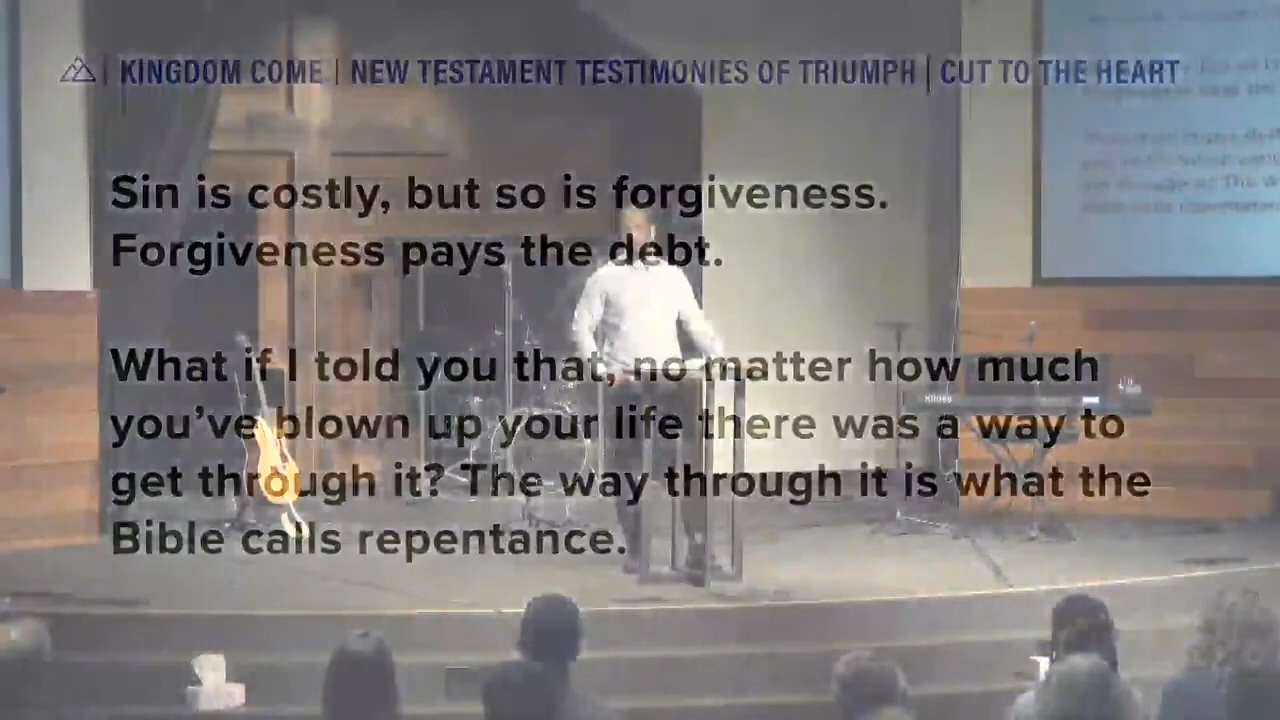 KINGDOM COME | NEW TESTAMENT TESTIMONIES OF TRIUMPH | CUT TO THE HEART
Sin is costly, but so is forgiveness.
Forgiveness pays the debt.
What if I told you that, no matter how much
you’ve blown up your life there was a way to
get through it? The way through it is what the
Bible calls repentance.